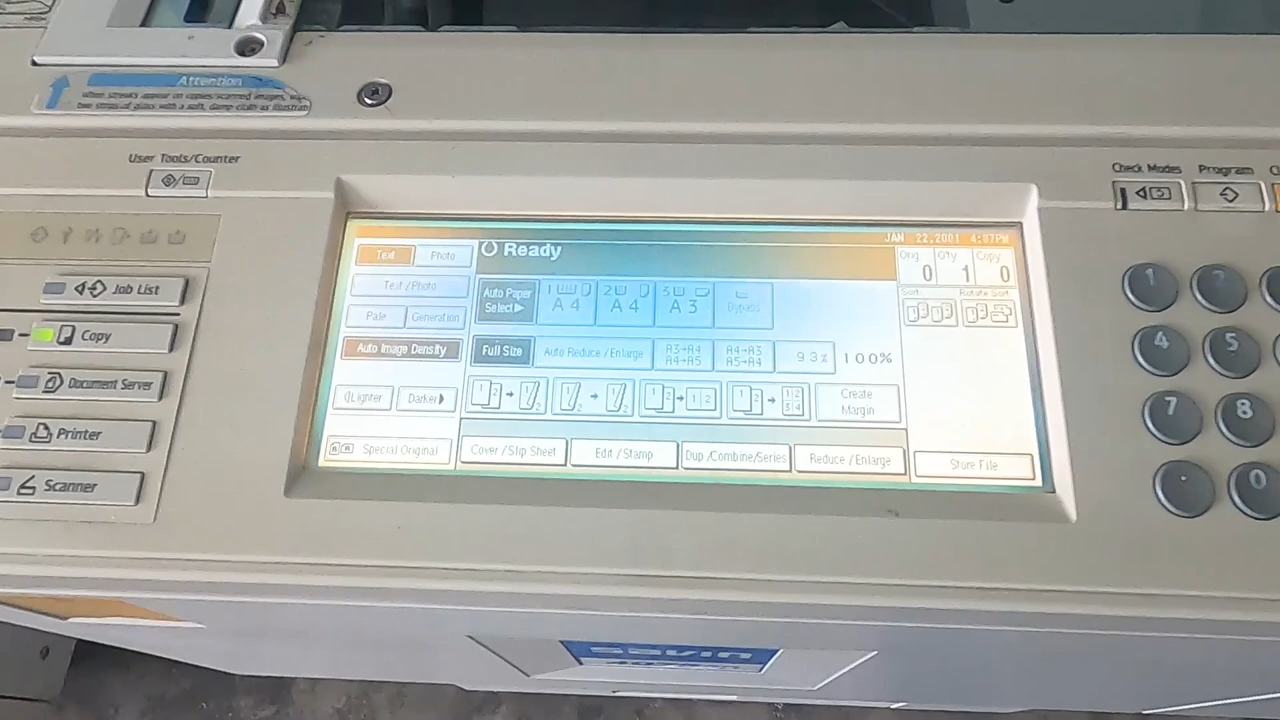 Attention
User Tools/Counter
Check Modes
Program
Job List
Copy
Document Server
Printer
Scanner
JAN 22,2001 4:07PM
Text
Photo
Ready
Orig.
Q'ty
Copy
0
1
0
Text/Photo
Auto Paper
Select▶
1
A4
2
A4
3
A3
Bypass
Sort:
Rotate Sort:
Pale
Generation
Auto Image Density
Full Size
Auto Reduce/Enlarge
A3→A4
A4→A5
A4→A3
A5→A4
93%
100%
Lighter
Darker
Create
Margin
Special Original
Cover/Slip Sheet
Edit/Stamp
Dup./Combine/Series
Reduce/Enlarge
Store File
1
4
5
7
8
0
savin